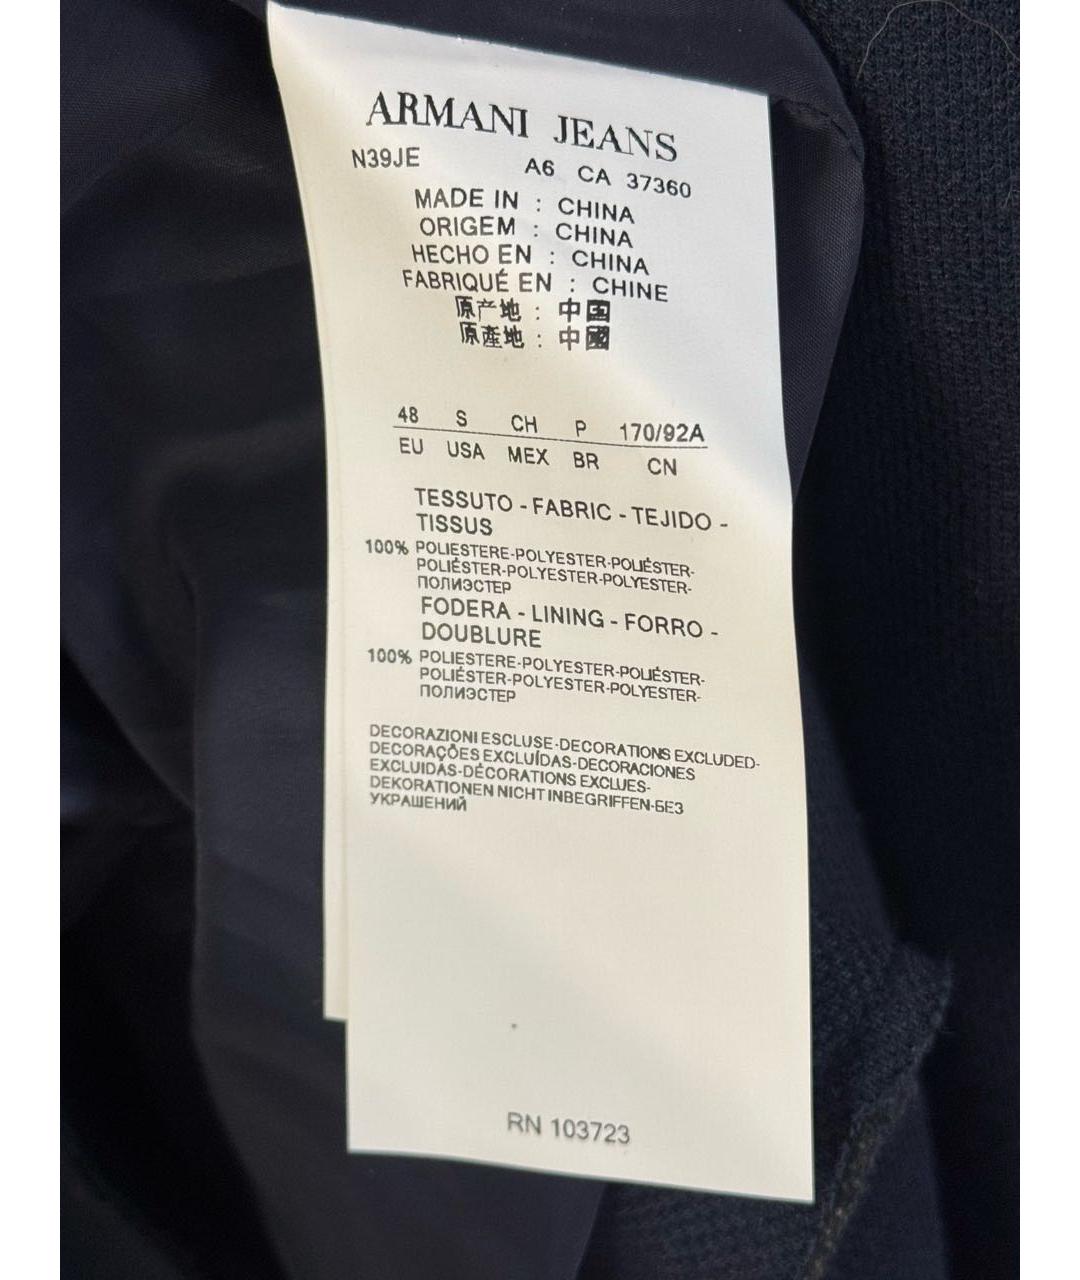 ARMANI JEANS
N39JE A6 CA 37360
MADE IN : CHINA
ORIGEM : CHINA
HECHO EN : CHINA
FABRIQUÉ EN : CHINE
原产地 : 中国
原產地 : 中國
48 S CH P 170/92A
EU USA MEX BR CN
TESSUTO - FABRIC - TEJIDO -
TISSUS
100% POLIESTERE-POLYESTER-POLIÉSTER-
POLIÉSTER-POLYESTER-POLYESTER-
ПОЛИЭСТЕР
FODERA - LINING - FORRO -
DOUBLURE
100% POLIESTERE-POLYESTER-POLIÉSTER-
POLIÉSTER-POLYESTER-POLYESTER-
ПОЛИЭСТЕР
DECORAZIONI ESCLUSE-DECORATIONS EXCLUDED-
DECORAÇÕES EXCLUÍDAS-DECORACIONES
EXCLUIDAS-DÉCORATIONS EXCLUES-
DEKORATIONEN NICHT INBEGRIFFEN-БЕЗ
УКРАШЕНИЙ
RN 103723